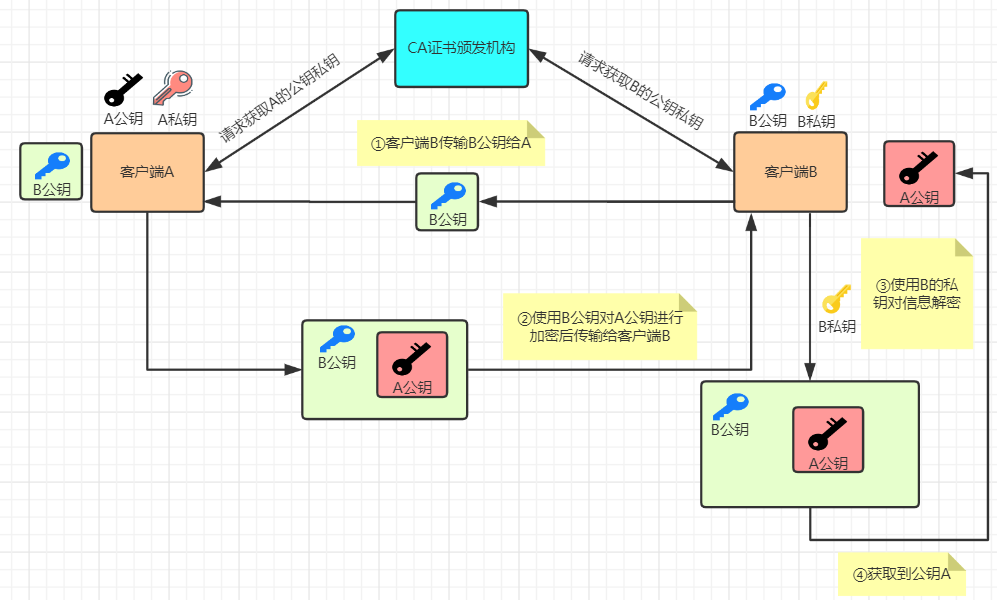 CA证书颁发机构
请求获取A的公钥私钥
请求获取B的公钥私钥
A公钥
A私钥
B公钥
B私钥
①客户端B传输B公钥给A
B公钥
客户端A
客户端B
A公钥
B公钥
②使用B公钥对A公钥进行
加密后传输给客户端B
③使用B的私
钥对信息解密
B私钥
B公钥
A公钥
B公钥
A公钥
④获取到公钥A